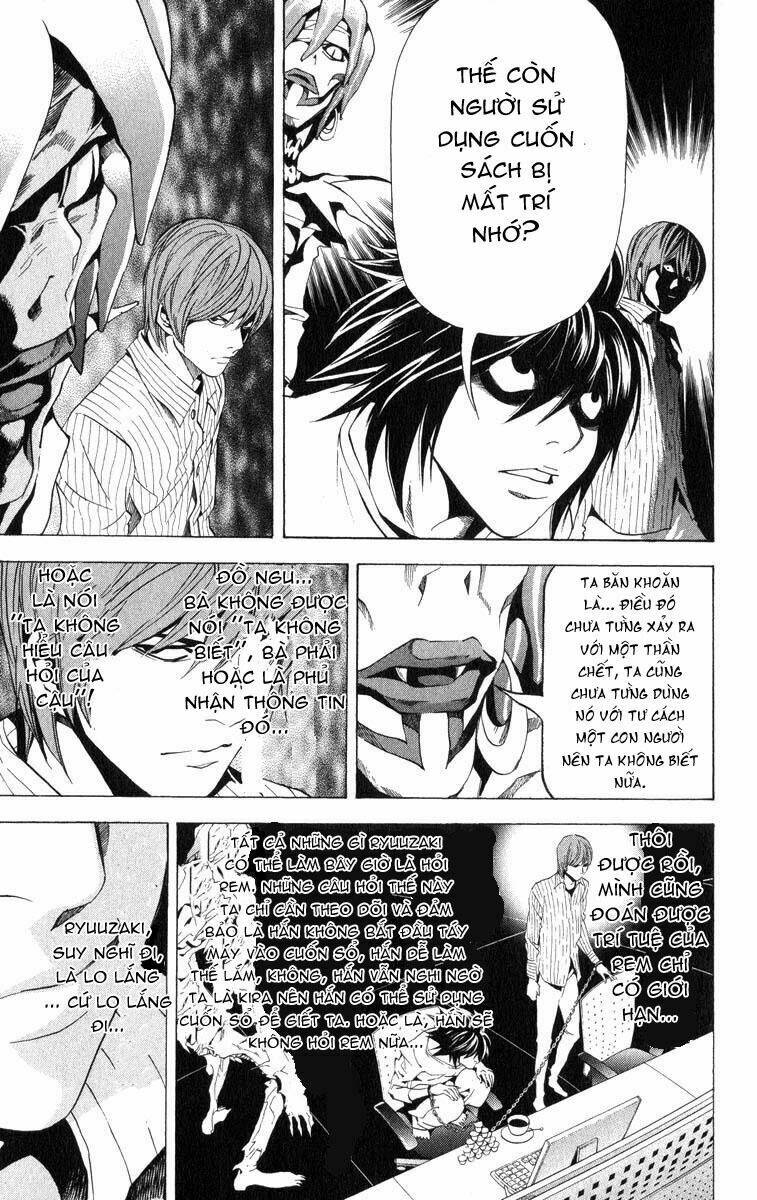 THẾ CÒN
NGƯỜI SỬ
DỤNG CUỐN
SÁCH BỊ
MẤT TRÍ
NHỚ?
TA BĂN KHOĂN
LÀ... ĐIỀU ĐÓ
CHƯA TỪNG XẢY RA
VỚI MỘT THẦN
CHẾT, TA CŨNG
CHƯA TỪNG DÙNG
NÓ VỚI TƯ CÁCH
MỘT CON NGƯỜI
NÊN TA KHÔNG BIẾT
NỮA.
ĐỒ NGU...
BÀ KHÔNG ĐƯỢC
NÓI "TA KHÔNG
BIẾT", BÀ PHẢI
HOẶC LÀ PHỦ
NHẬN THÔNG TIN
ĐÓ...
HOẶC
LÀ NÓI
"TA KHÔNG
HIỂU CÂU
HỎI CỦA
CẬU"!
THÔI
ĐƯỢC RỒI,
MÌNH CŨNG
ĐOÁN ĐƯỢC
TRÍ TUỆ CỦA
REM CHỈ
CÓ GIỚI
HẠN...
TẤT CẢ NHỮNG GÌ RYUUZAKI
CÓ THỂ LÀM BÂY GIỜ LÀ HỎI
REM. NHỮNG CÂU HỎI THẾ NÀY
TA CHỈ CẦN THEO DÕI VÀ ĐẢM
BẢO LÀ HẮN KHÔNG BẮT ĐẦU TÁY
MÁY VÀO CUỐN SỔ, HẮN DỄ LÀM
THẾ LẮM, KHÔNG, HẮN VẪN NGHI NGỜ
TA LÀ KIRA NÊN HẮN CÓ THỂ SỬ DỤNG
CUỐN SỔ ĐỂ GIẾT TA. HOẶC LÀ, HẮN SẼ
KHÔNG HỎI REM NỮA...
RYUUZAKI,
SUY NGHĨ ĐI,
LÀ LO LẮNG
... CỨ LO LẮNG
ĐI...